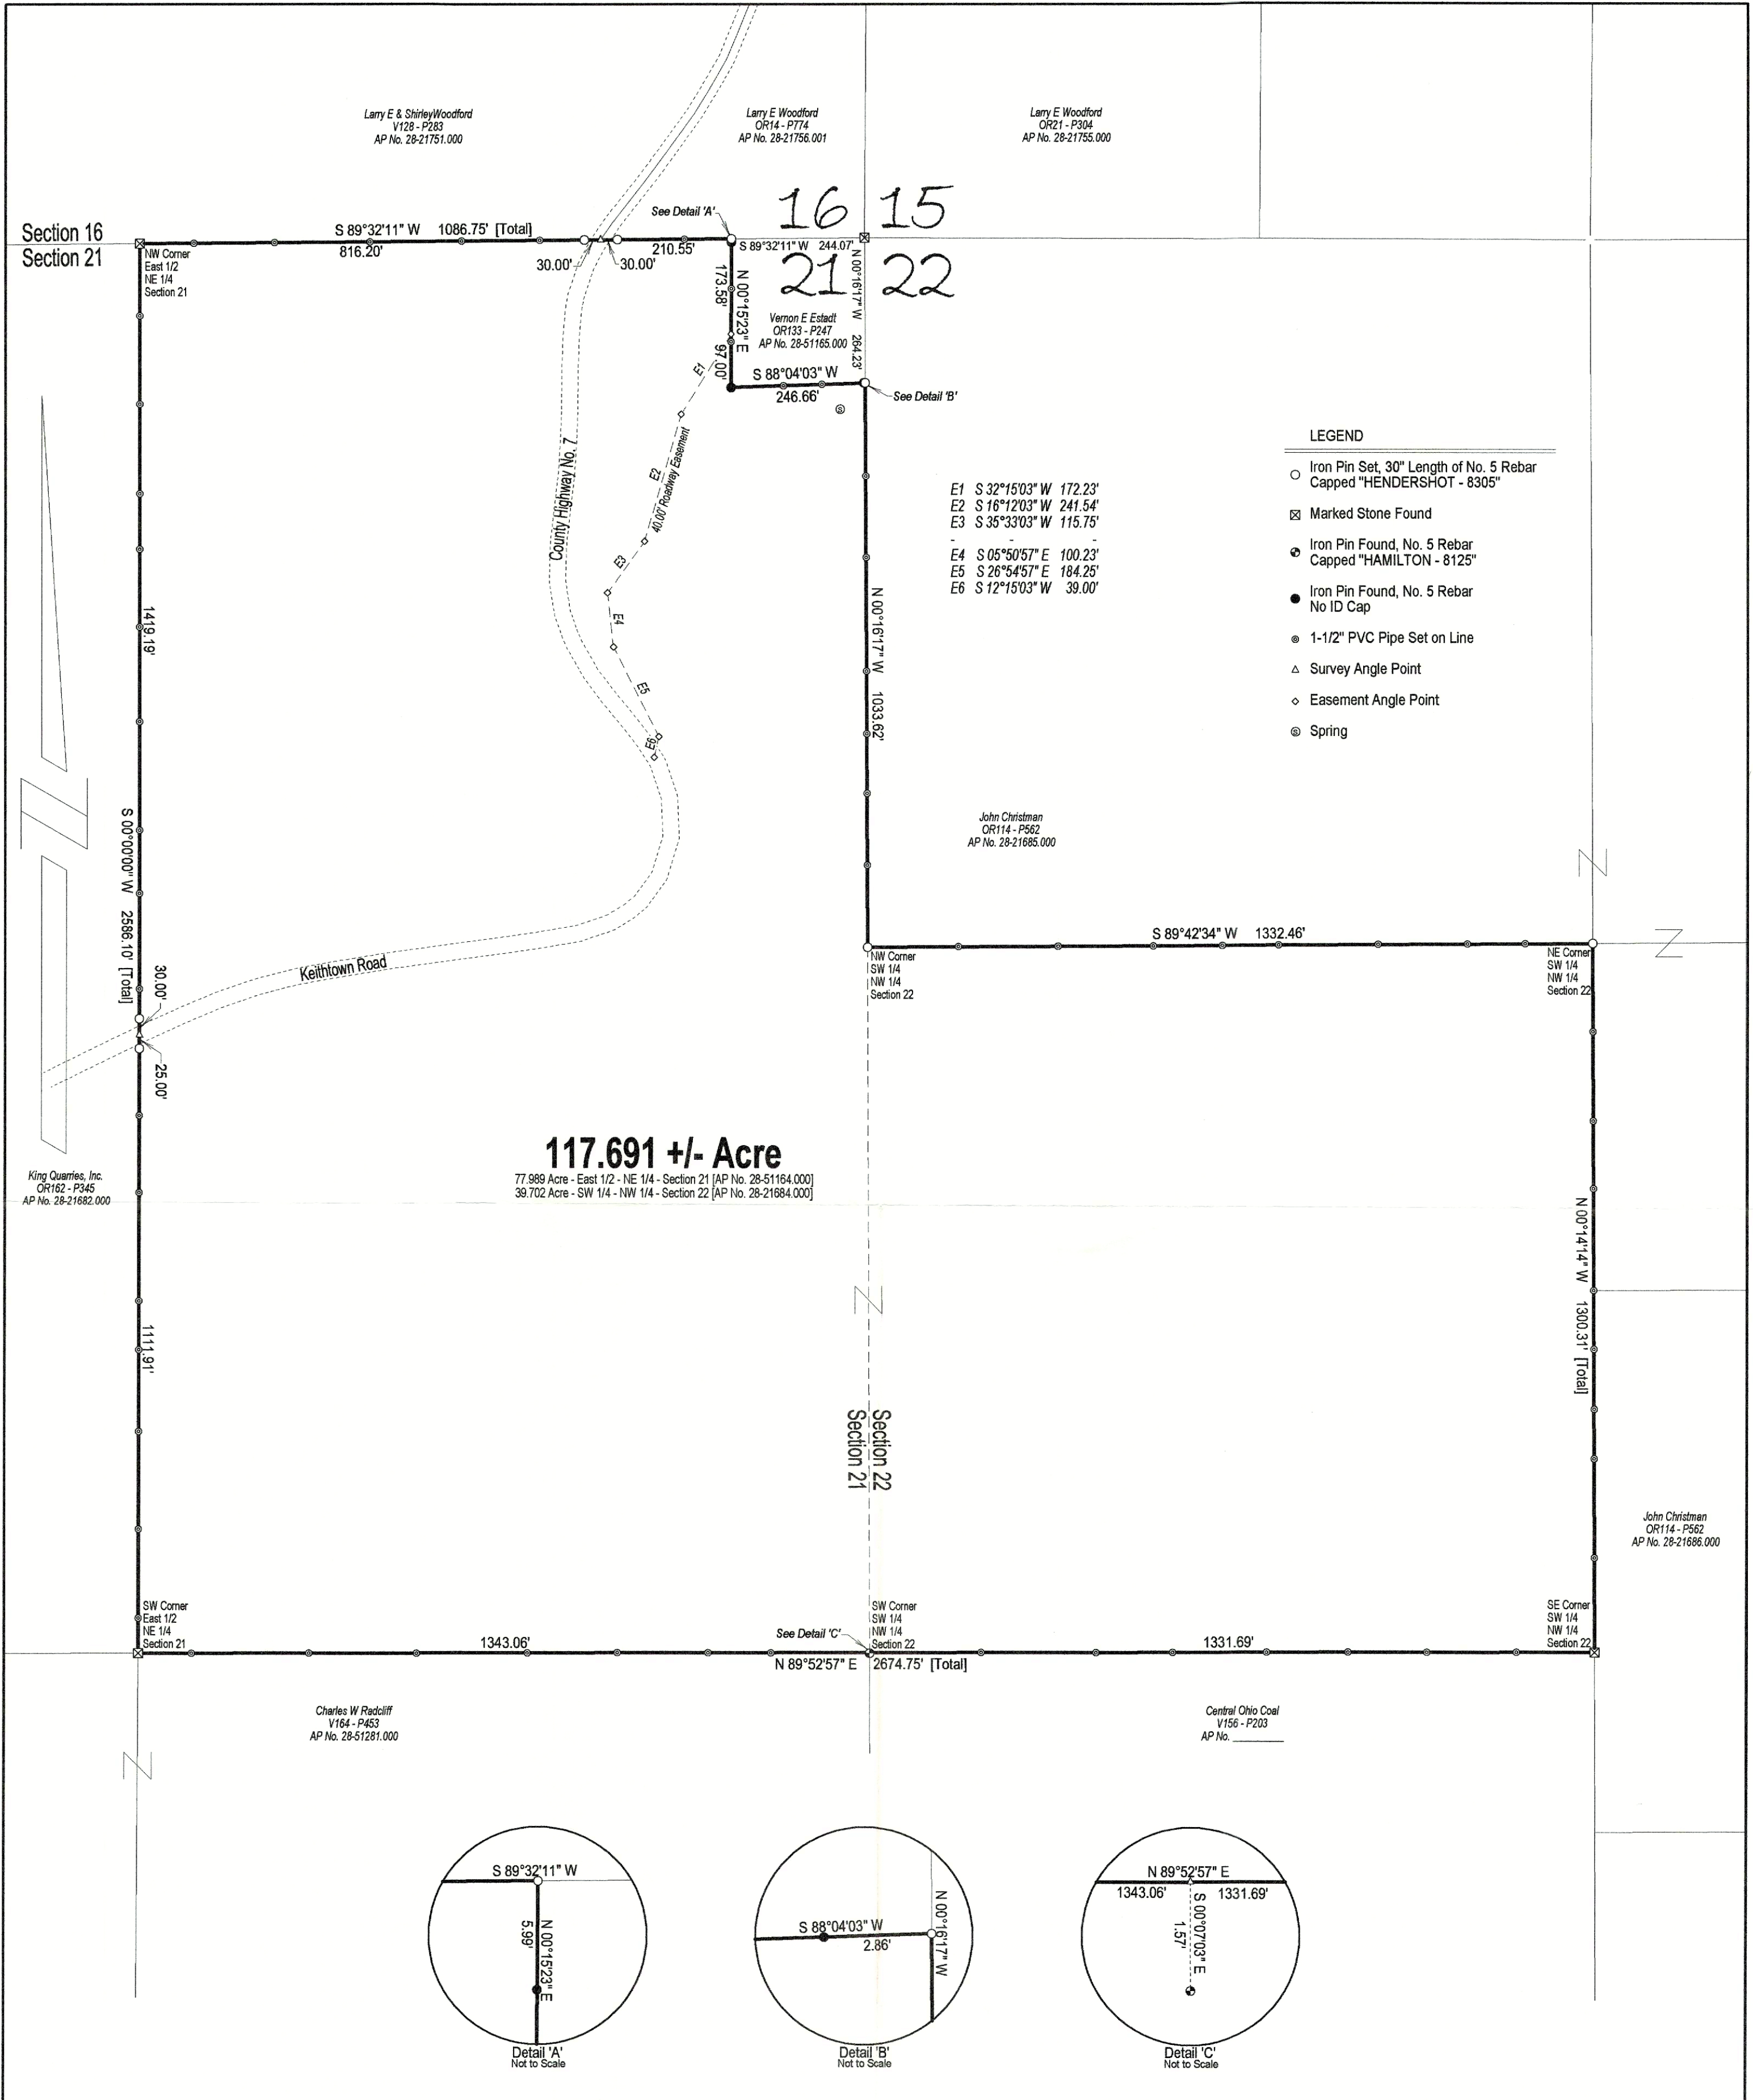 Larry E & ShirleyWoodford
V128 - P283
AP No. 28-21751.000
Larry E Woodford
OR14 - P774
AP No. 28-21756.001
Larry E Woodford
OR21 - P304
AP No. 28-21755.000
16 15
21 22
Section 16
Section 21
See Detail 'A'
S 89°32'11" W 1086.75' [Total]
816.20'
30.00'
30.00'
210.55'
S 89°32'11" W 244.07'
NW Corner
East 1/2
NE 1/4
Section 21
N 00°15'23" E
173.58'
97.00'
N 00°16'17" W 264.23'
Vernon E Estadt
OR133 - P247
AP No. 28-51165.000
S 88°04'03" W
246.66'
See Detail 'B'
E1
E2
40.00' Roadway Easement
E3
E4
E5
E6
County Highway No. 7
Keithtown Road
E1 S 32°15'03" W 172.23'
E2 S 16°12'03" W 241.54'
E3 S 35°33'03" W 115.75'
- - -
E4 S 05°50'57" E 100.23'
E5 S 26°54'57" E 184.25'
E6 S 12°15'03" W 39.00'
LEGEND
Iron Pin Set, 30" Length of No. 5 Rebar
Capped "HENDERSHOT - 8305"
Marked Stone Found
Iron Pin Found, No. 5 Rebar
Capped "HAMILTON - 8125"
Iron Pin Found, No. 5 Rebar
No ID Cap
1-1/2" PVC Pipe Set on Line
Survey Angle Point
Easement Angle Point
S Spring
S
N 00°16'17" W 1033.62'
1419.19'
S 00°00'00" W 2586.10' [Total]
30.00'
25.00'
1111.91'
N
John Christman
OR114 - P562
AP No. 28-21685.000
N
N
S 89°42'34" W 1332.46'
NW Corner
SW 1/4
NW 1/4
Section 22
NE Corner
SW 1/4
NW 1/4
Section 22
117.691 +/- Acre
77.989 Acre - East 1/2 - NE 1/4 - Section 21 [AP No. 28-51164.000]
39.702 Acre - SW 1/4 - NW 1/4 - Section 22 [AP No. 28-21684.000]
King Quarries, Inc.
OR162 - P345
AP No. 28-21682.000
N
N 00°14'14" W 1300.31' [Total]
Section 22
Section 21
John Christman
OR114 - P562
AP No. 28-21686.000
SW Corner
East 1/2
NE 1/4
Section 21
SW Corner
SW 1/4
NW 1/4
Section 22
SE Corner
SW 1/4
NW 1/4
Section 22
1343.06'
See Detail 'C'
1331.69'
N 89°52'57" E 2674.75' [Total]
Charles W Radcliff
V164 - P453
AP No. 28-51281.000
Central Ohio Coal
V156 - P203
AP No. ________
N
S 89°32'11" W
N 00°15'23" E
5.99'
Detail 'A'
Not to Scale
S 88°04'03" W
2.86'
N 00°16'17" W
Detail 'B'
Not to Scale
N 89°52'57" E
1343.06' 1331.69'
S 00°07'03" E
1.57'
Detail 'C'
Not to Scale